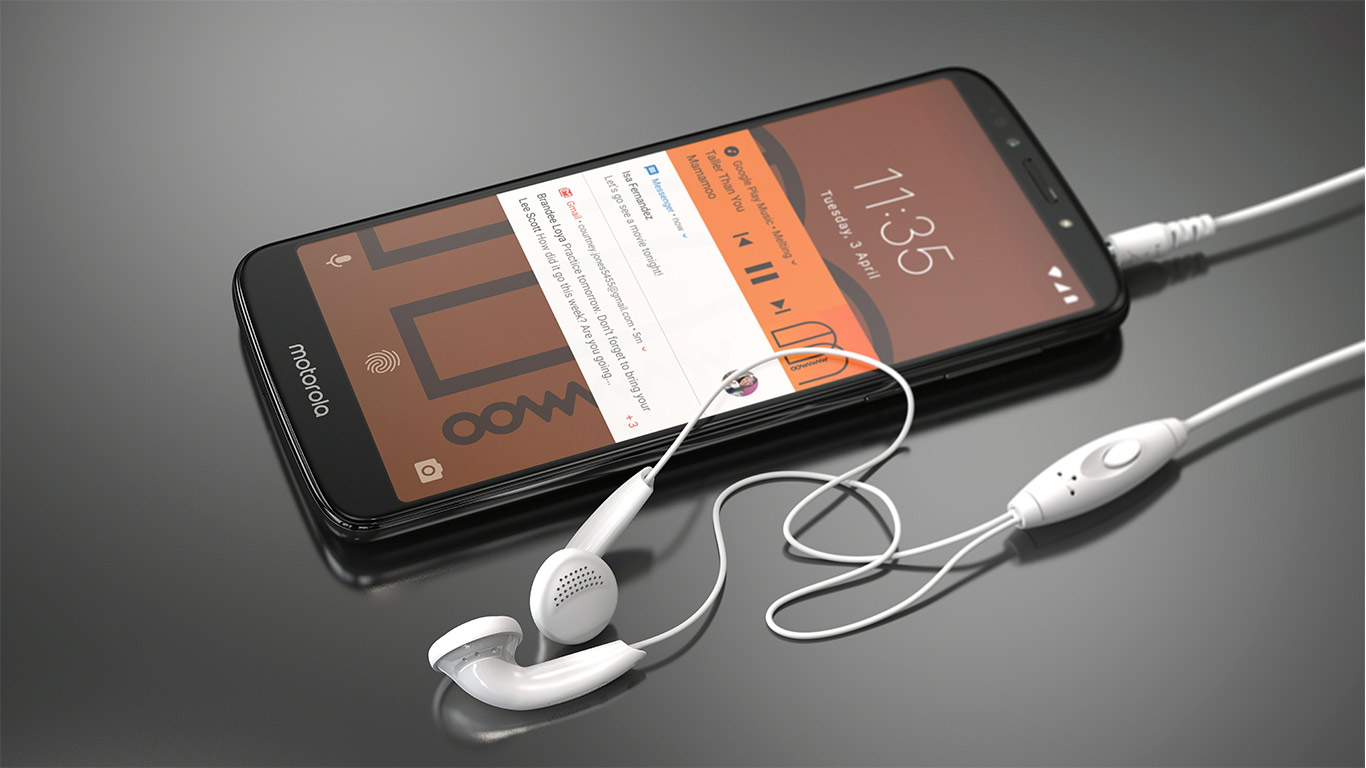 11:35
Tuesday, 3 April
Google Play Music • Melting
Taller Than You
Mamamoo
Messenger • now
Isa Fernandez
Let's go see a movie tonight!
Gmail • courtney.jones5455@gmail.com • 5m
Brandee Loya Practice tomorrow. Don't forget to bring your
Lee Scott How did it go this week? Are you going...
+3
motorola